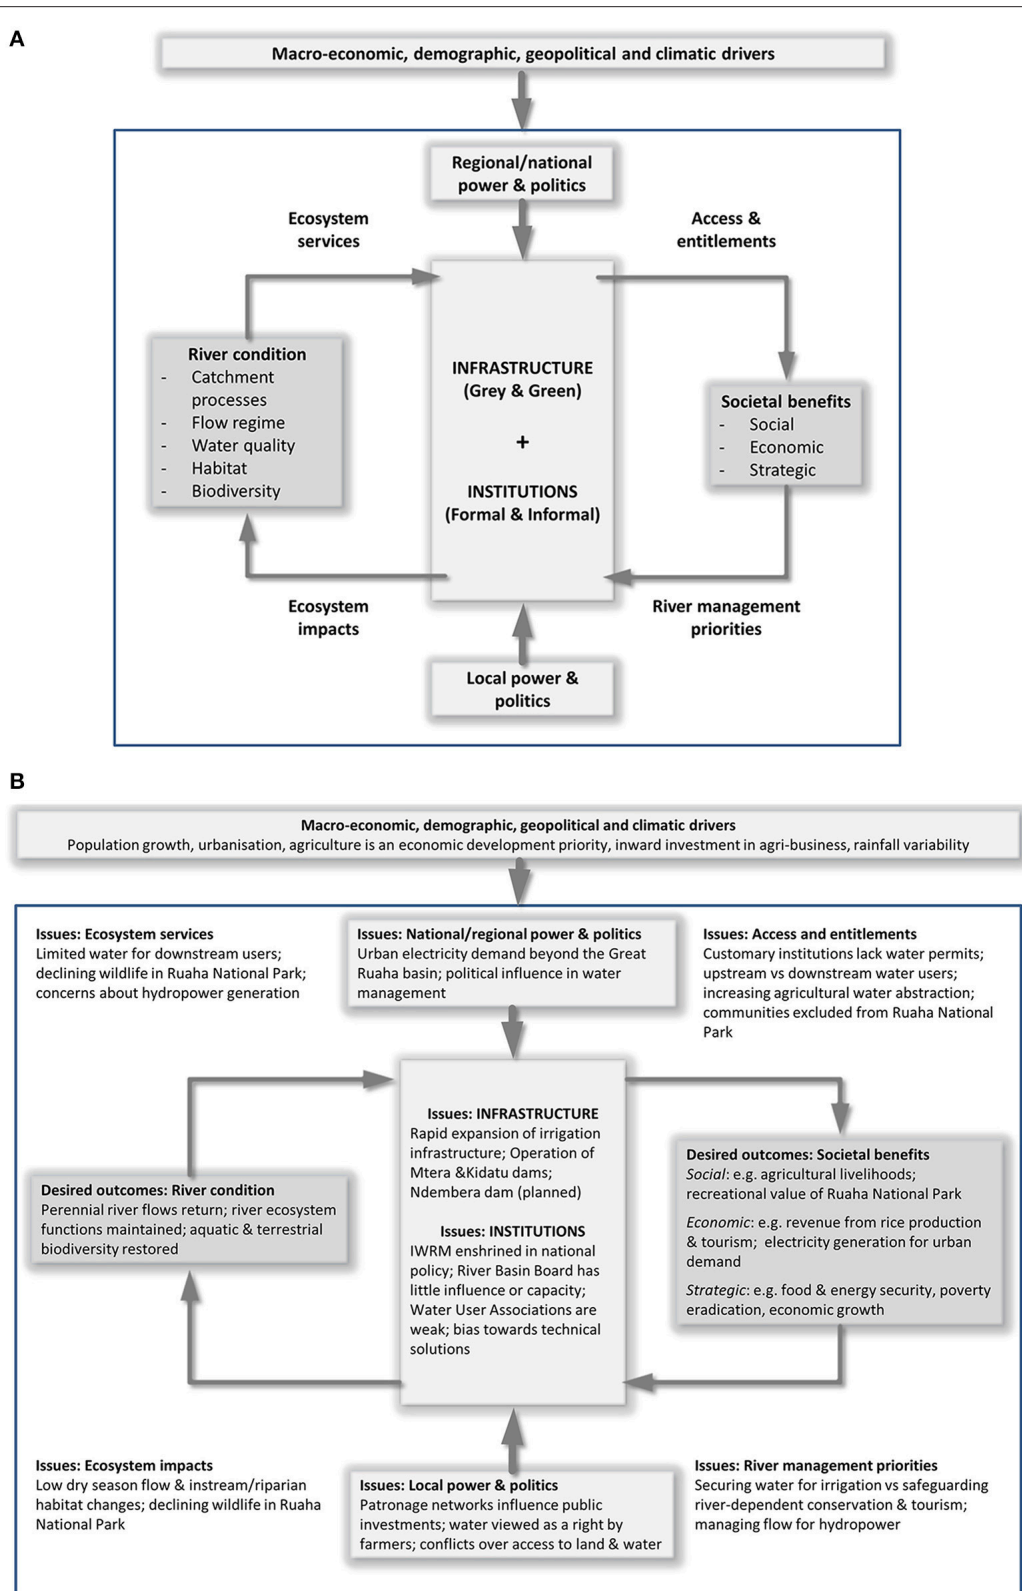 A
Macro-economic, demographic, geopolitical and climatic drivers
Regional/national
power & politics
Ecosystem
services
Access &
entitlements
River condition
- Catchment
processes
- Flow regime
- Water quality
- Habitat
- Biodiversity
INFRASTRUCTURE
(Grey & Green)
+
INSTITUTIONS
(Formal & Informal)
Societal benefits
- Social
- Economic
- Strategic
Ecosystem
impacts
River management
priorities
Local power &
politics
B
Macro-economic, demographic, geopolitical and climatic drivers
Population growth, urbanisation, agriculture is an economic development priority, inward investment in agri-business, rainfall variability
Issues: Ecosystem services
Limited water for downstream users;
declining wildlife in Ruaha National Park;
concerns about hydropower generation
Issues: National/regional power & politics
Urban electricity demand beyond the Great
Ruaha basin; political influence in water
management
Issues: Access and entitlements
Customary institutions lack water permits;
upstream vs downstream water users;
increasing agricultural water abstraction;
communities excluded from Ruaha National
Park
Desired outcomes: River condition
Perennial river flows return; river ecosystem
functions maintained; aquatic & terrestrial
biodiversity restored
Issues: INFRASTRUCTURE
Rapid expansion of irrigation
infrastructure; Operation of
Mtera &Kidatu dams;
Ndembera dam (planned)
Issues: INSTITUTIONS
IWRM enshrined in national
policy; River Basin Board has
little influence or capacity;
Water User Associations are
weak; bias towards technical
solutions
Desired outcomes: Societal benefits
Social: e.g. agricultural livelihoods;
recreational value of Ruaha National Park
Economic: e.g. revenue from rice production
& tourism; electricity generation for urban
demand
Strategic: e.g. food & energy security, poverty
eradication, economic growth
Issues: Ecosystem impacts
Low dry season flow & instream/riparian
habitat changes; declining wildlife in Ruaha
National Park
Issues: Local power & politics
Patronage networks influence public
investments; water viewed as a right by
farmers; conflicts over access to land & water
Issues: River management priorities
Securing water for irrigation vs safeguarding
river-dependent conservation & tourism;
managing flow for hydropower